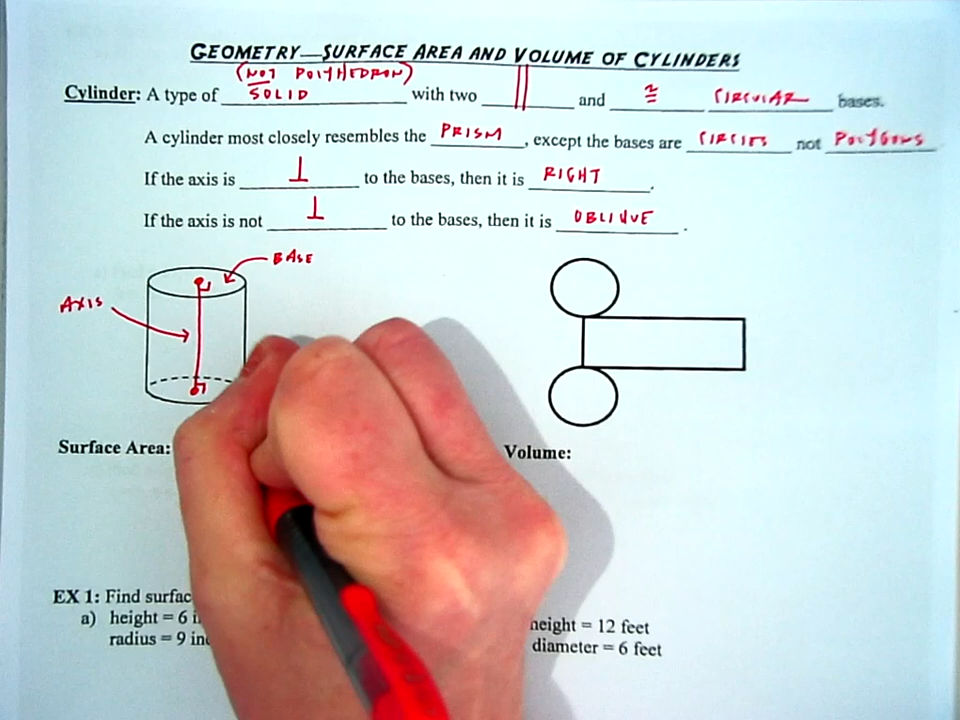 GEOMETRY—SURFACE AREA AND VOLUME OF CYLINDERS
(NOT POLYHEDRON)
Cylinder: A type of SOLID with two || and ≅ CIRCULAR bases.
A cylinder most closely resembles the PRISM, except the bases are CIRCLES not POLYGONS
If the axis is ⊥ to the bases, then it is RIGHT.
If the axis is not ⊥ to the bases, then it is OBLIQUE.
BASE
AXIS
Surface Area: Volume:
EX 1: Find surfac
a) height = 6 height = 12 feet
radius = 9 diameter = 6 feet